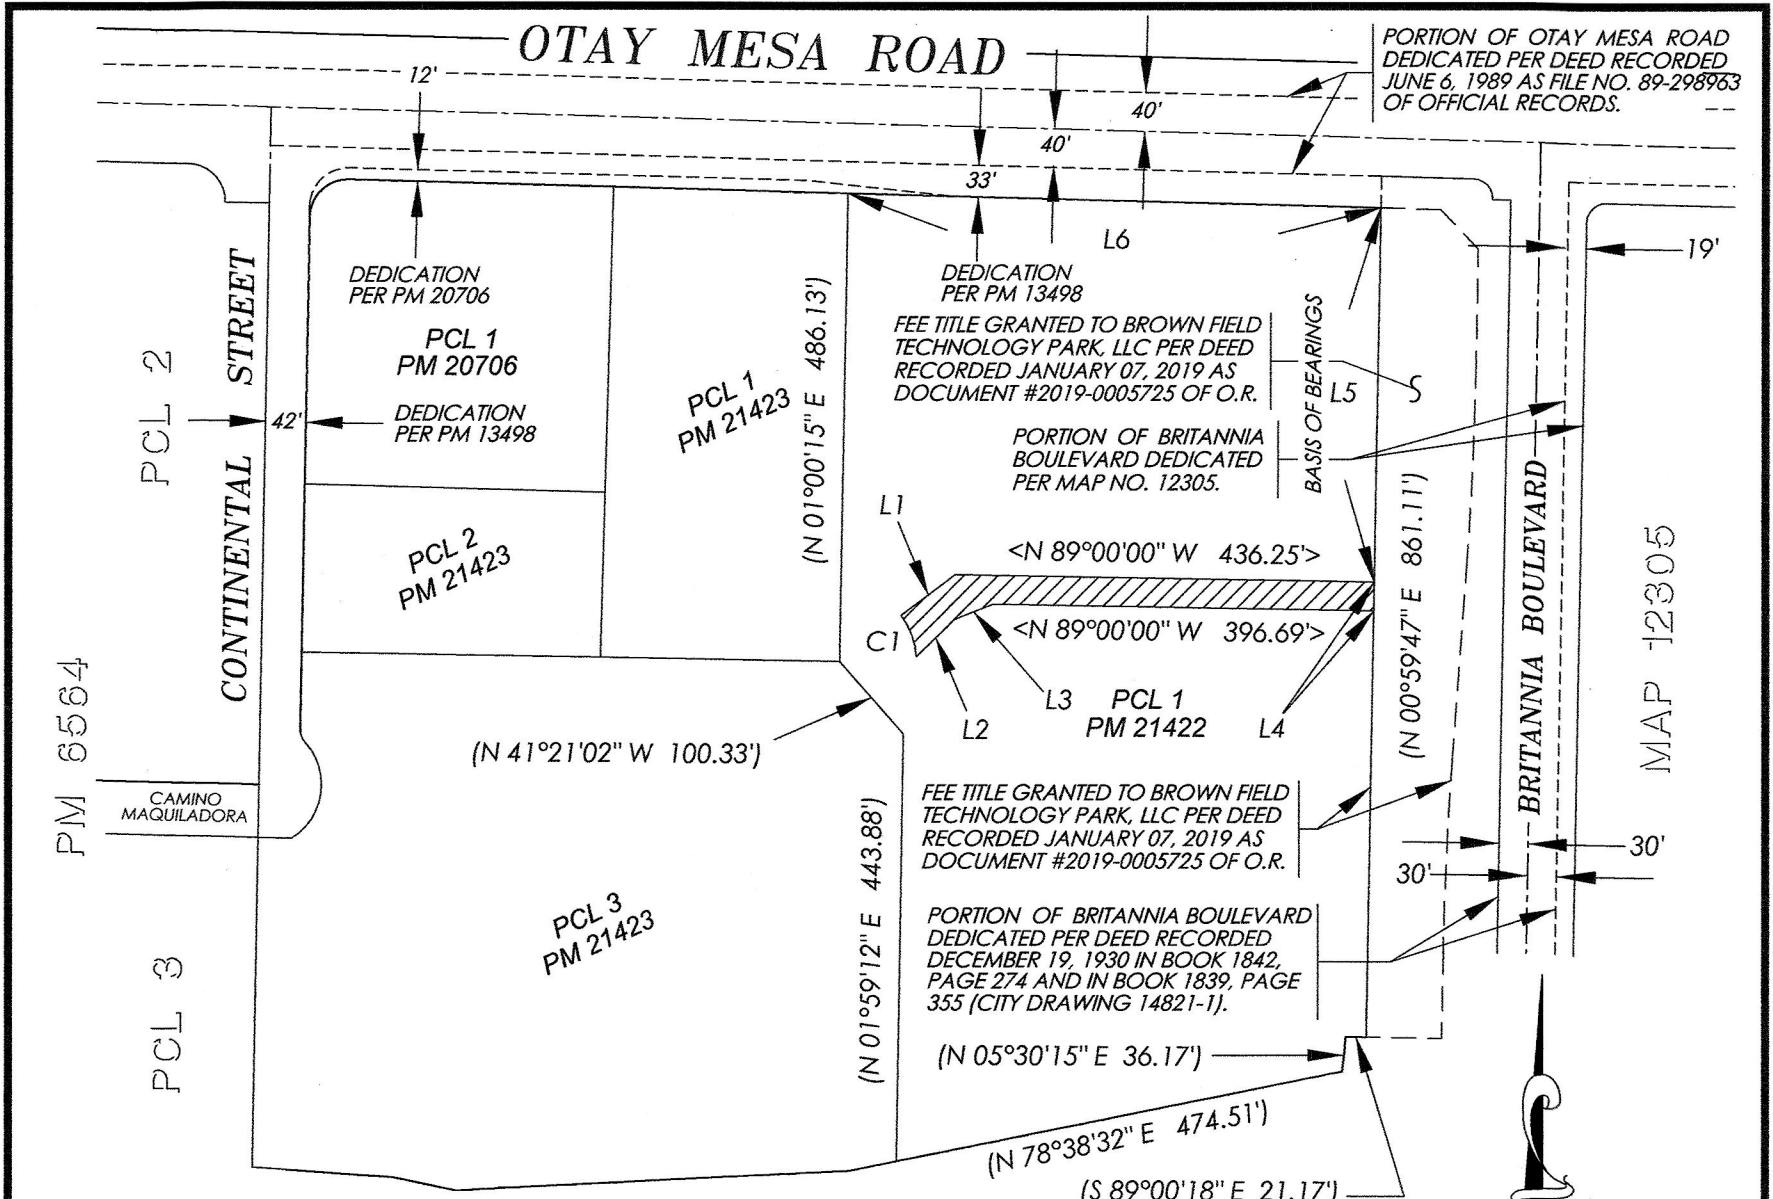 OTAY MESA ROAD
PORTION OF OTAY MESA ROAD
DEDICATED PER DEED RECORDED
JUNE 6, 1989 AS FILE NO. 89-298963
OF OFFICIAL RECORDS.
12'
40'
40'
33'
L6
19'
DEDICATION
PER PM 20706
DEDICATION
PER PM 13498
PCL 1
PM 20706
DEDICATION
PER PM 13498
42'
CONTINENTAL STREET
PCL 2
PCL 1
PM 21423
(N 01°00'15" E 486.13')
FEE TITLE GRANTED TO BROWN FIELD
TECHNOLOGY PARK, LLC PER DEED
RECORDED JANUARY 07, 2019 AS
DOCUMENT #2019-0005725 OF O.R.
BASIS OF BEARINGS
L5
PORTION OF BRITANNIA
BOULEVARD DEDICATED
PER MAP NO. 12305.
L1
<N 89°00'00" W 436.25'>
PCL 2
PM 21423
C1
<N 89°00'00" W 396.69'>
(N 00°59'47" E 861.11')
BRITANNIA BOULEVARD
MAP 12305
L3
PCL 1
PM 21422
L2
L4
PM 6564
(N 41°21'02" W 100.33')
CAMINO
MAQUILADORA
(N 01°59'12" E 443.88')
FEE TITLE GRANTED TO BROWN FIELD
TECHNOLOGY PARK, LLC PER DEED
RECORDED JANUARY 07, 2019 AS
DOCUMENT #2019-0005725 OF O.R.
30'
30'
PCL 3
PM 21423
PORTION OF BRITANNIA BOULEVARD
DEDICATED PER DEED RECORDED
DECEMBER 19, 1930 IN BOOK 1842,
PAGE 274 AND IN BOOK 1839, PAGE
355 (CITY DRAWING 14821-1).
PCL 3
(N 05°30'15" E 36.17')
(N 78°38'32" E 474.51')
(S 89°00'18" E 21.17')